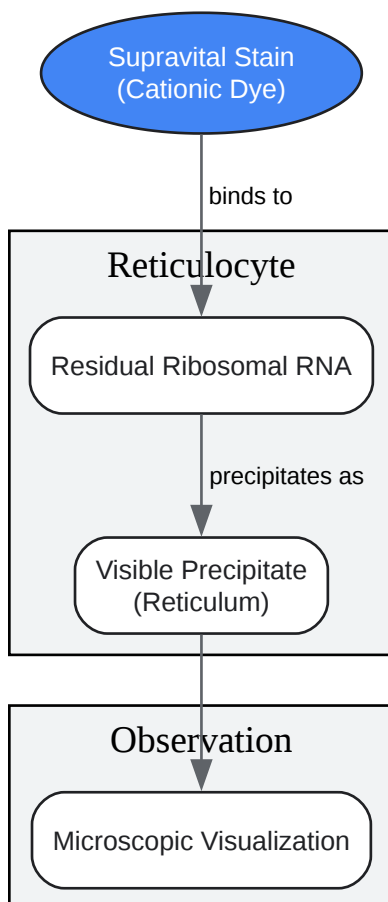 Supravital Stain
(Cationic Dye)
binds to
Reticulocyte
Residual Ribosomal RNA
precipitates as
Visible Precipitate
(Reticulum)
Observation
Microscopic Visualization